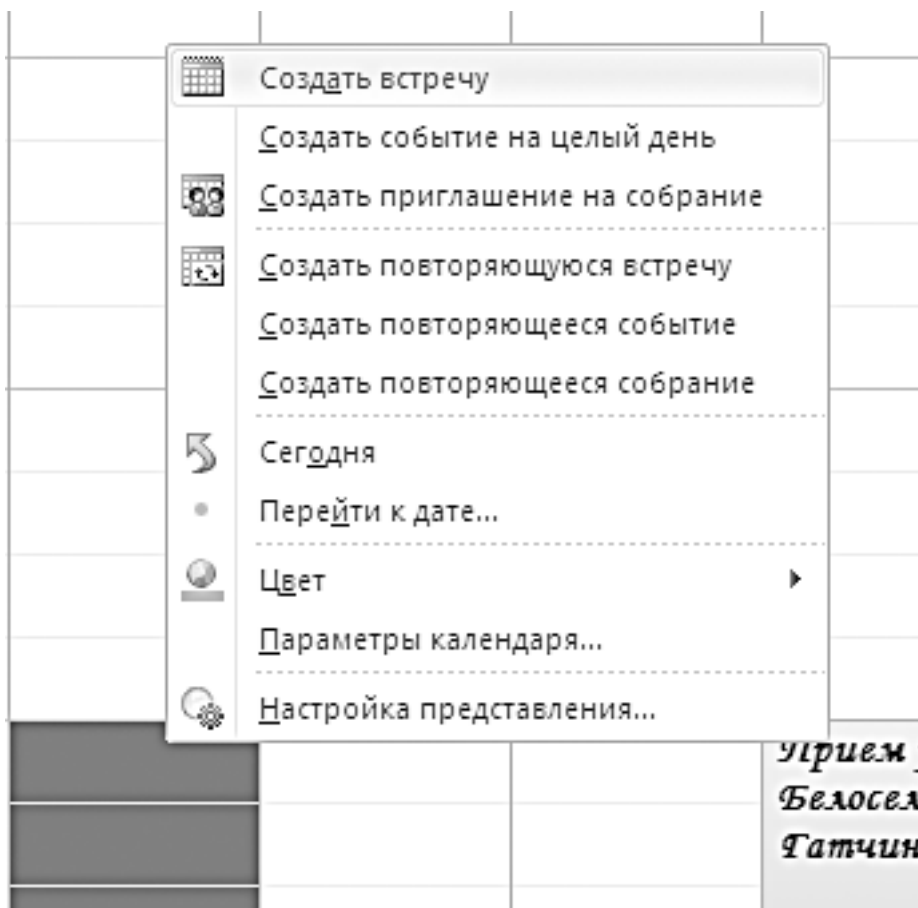 Создать встречу
Создать событие на целый день
Создать приглашение на собрание
Создать повторяющуюся встречу
Создать повторяющееся событие
Создать повторяющееся собрание
Сегодня
Перейти к дате...
Цвет
Параметры календаря...
Настройка представления...
Прием